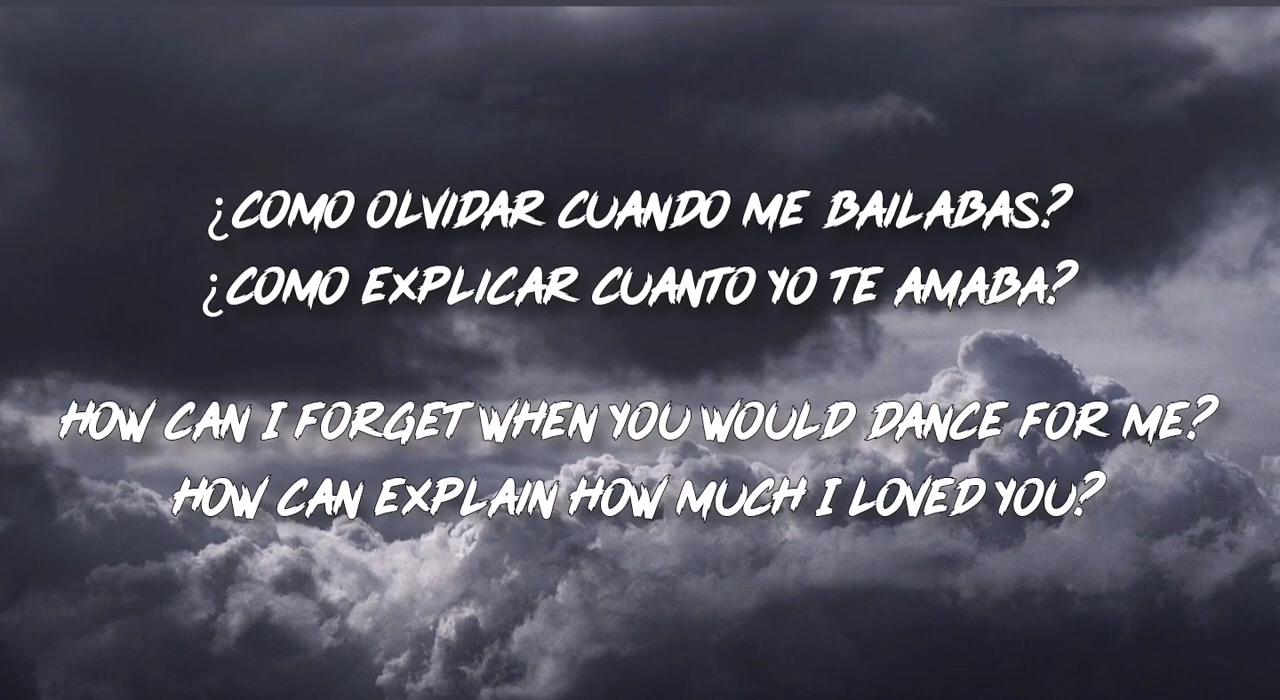 ¿COMO OLVIDAR CUANDO ME BAILABAS?
¿COMO EXPLICAR CUANTO YO TE AMABA?
HOW CAN I FORGET WHEN YOU WOULD DANCE FOR ME?
HOW CAN EXPLAIN HOW MUCH I LOVED YOU?